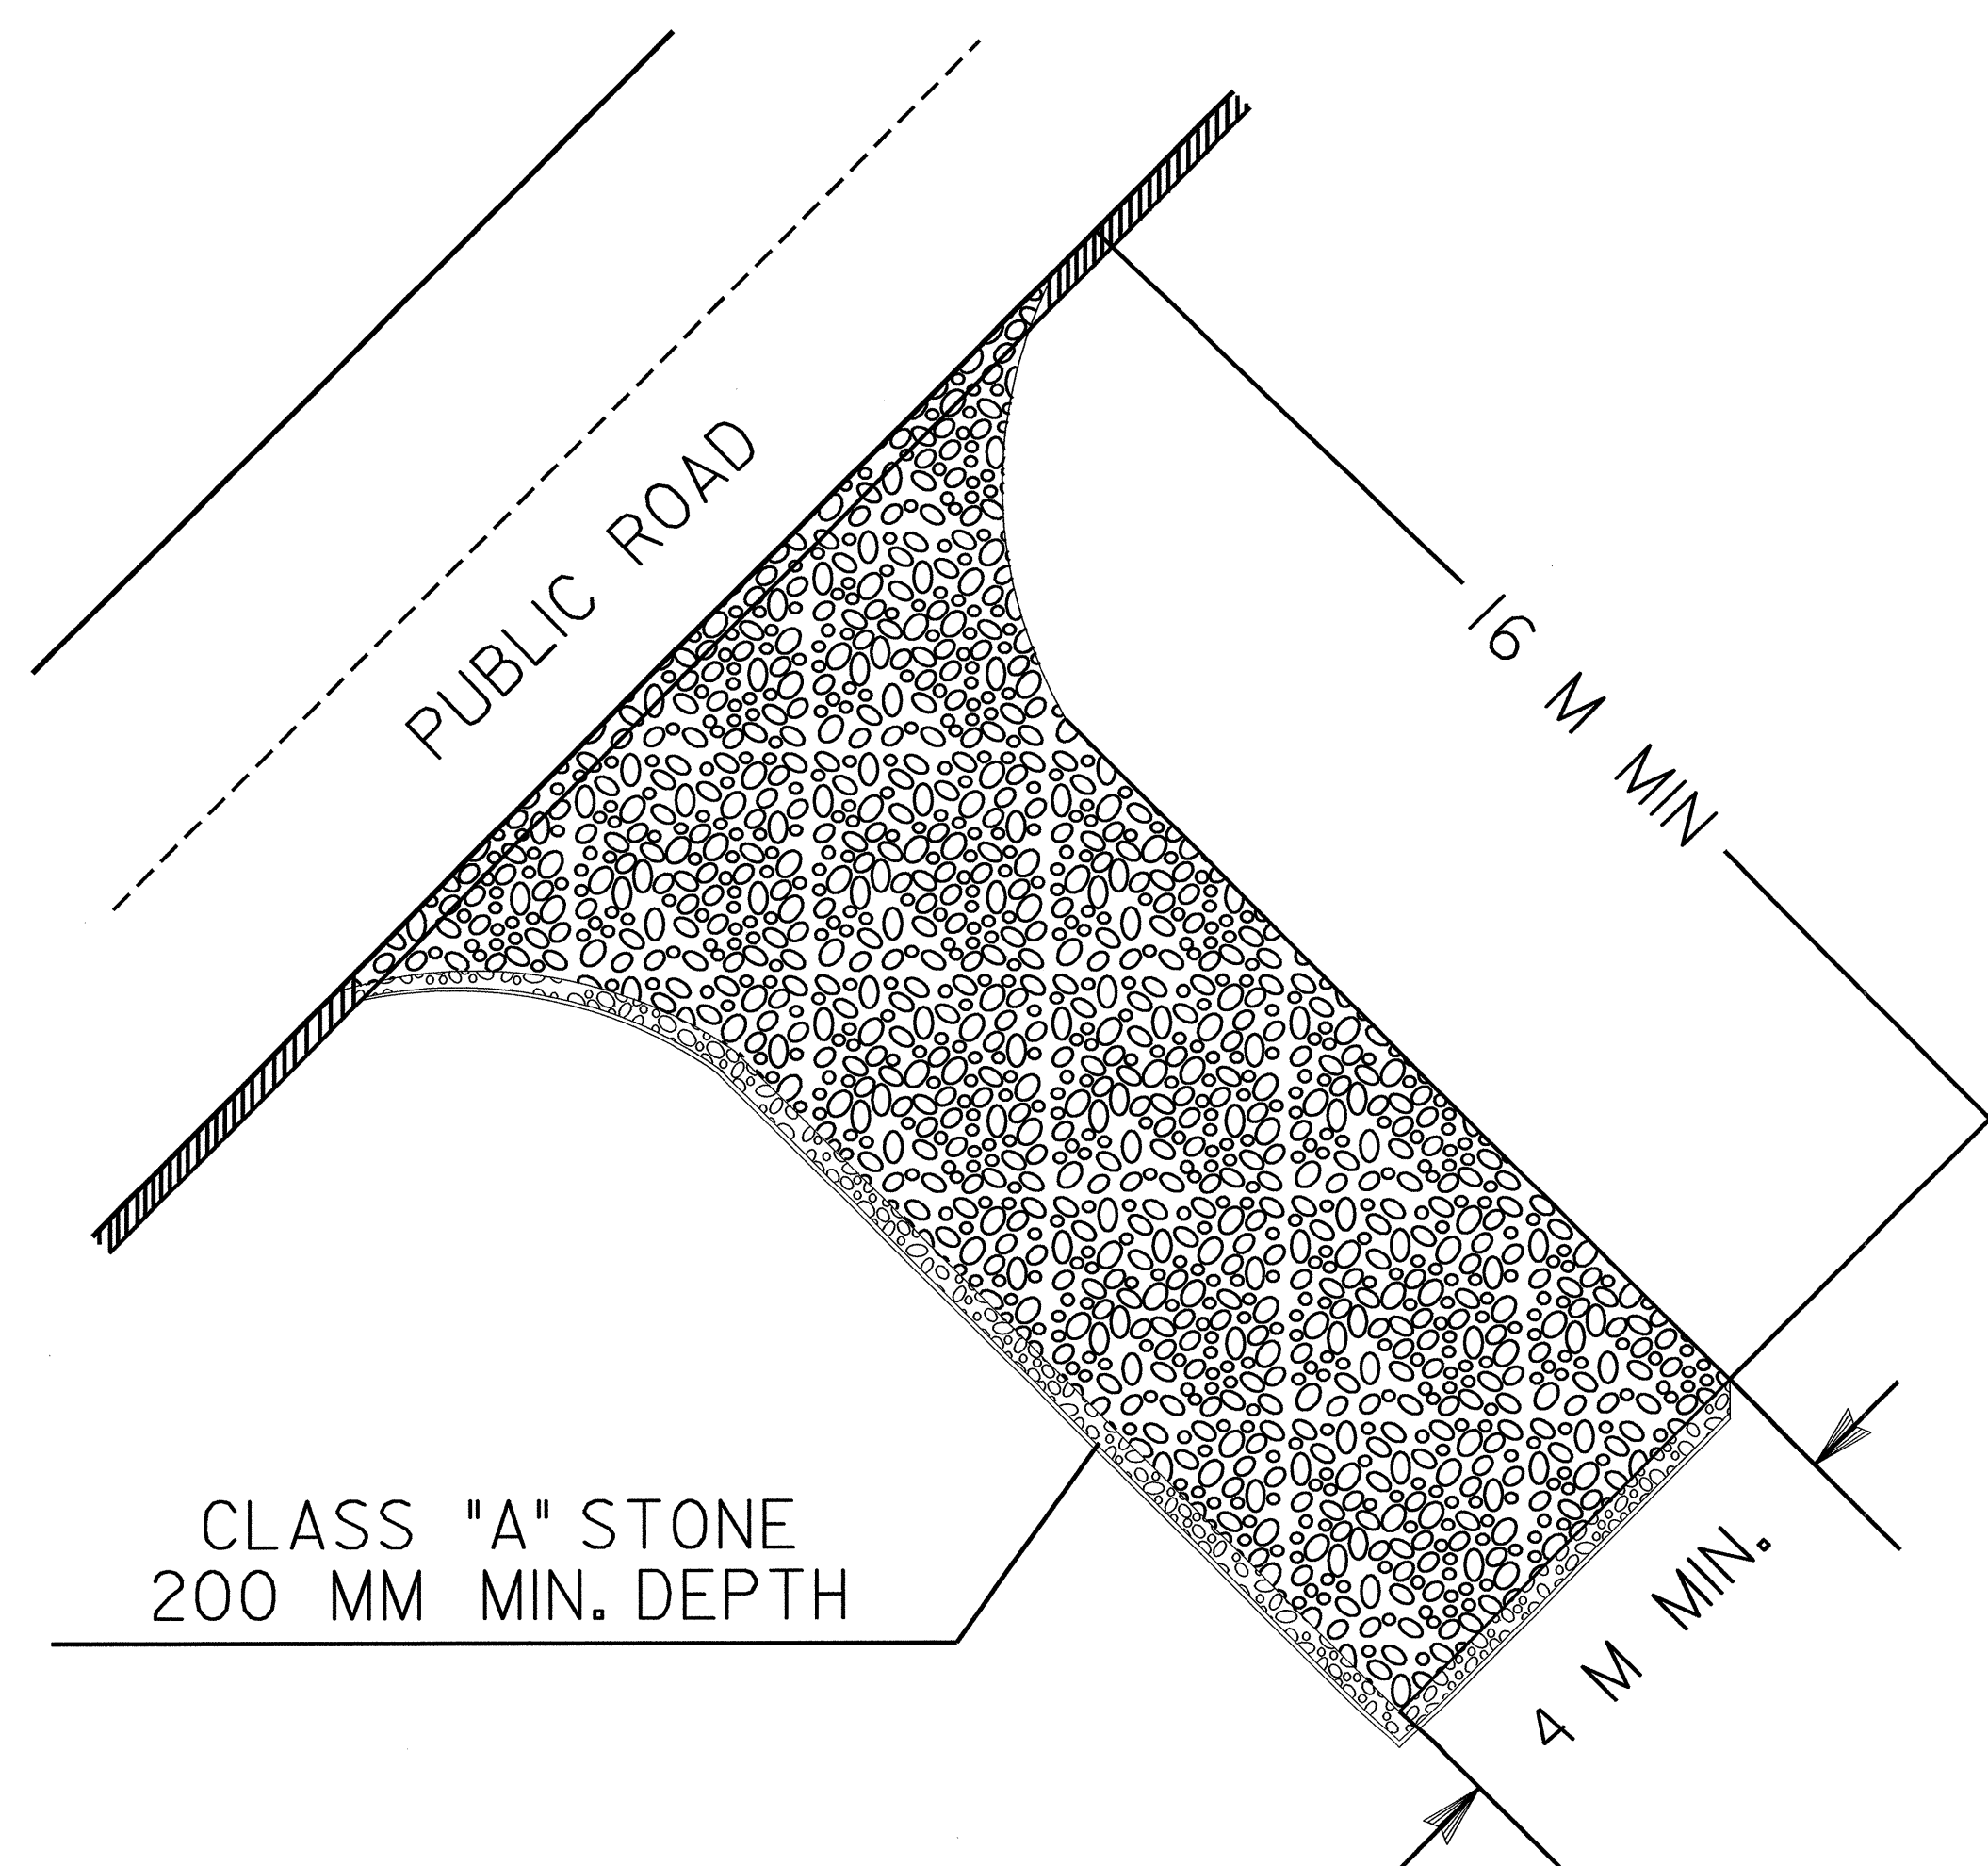 PUBLIC ROAD
16 M MIN
CLASS "A" STONE
200 MM MIN. DEPTH
4 M MIN.